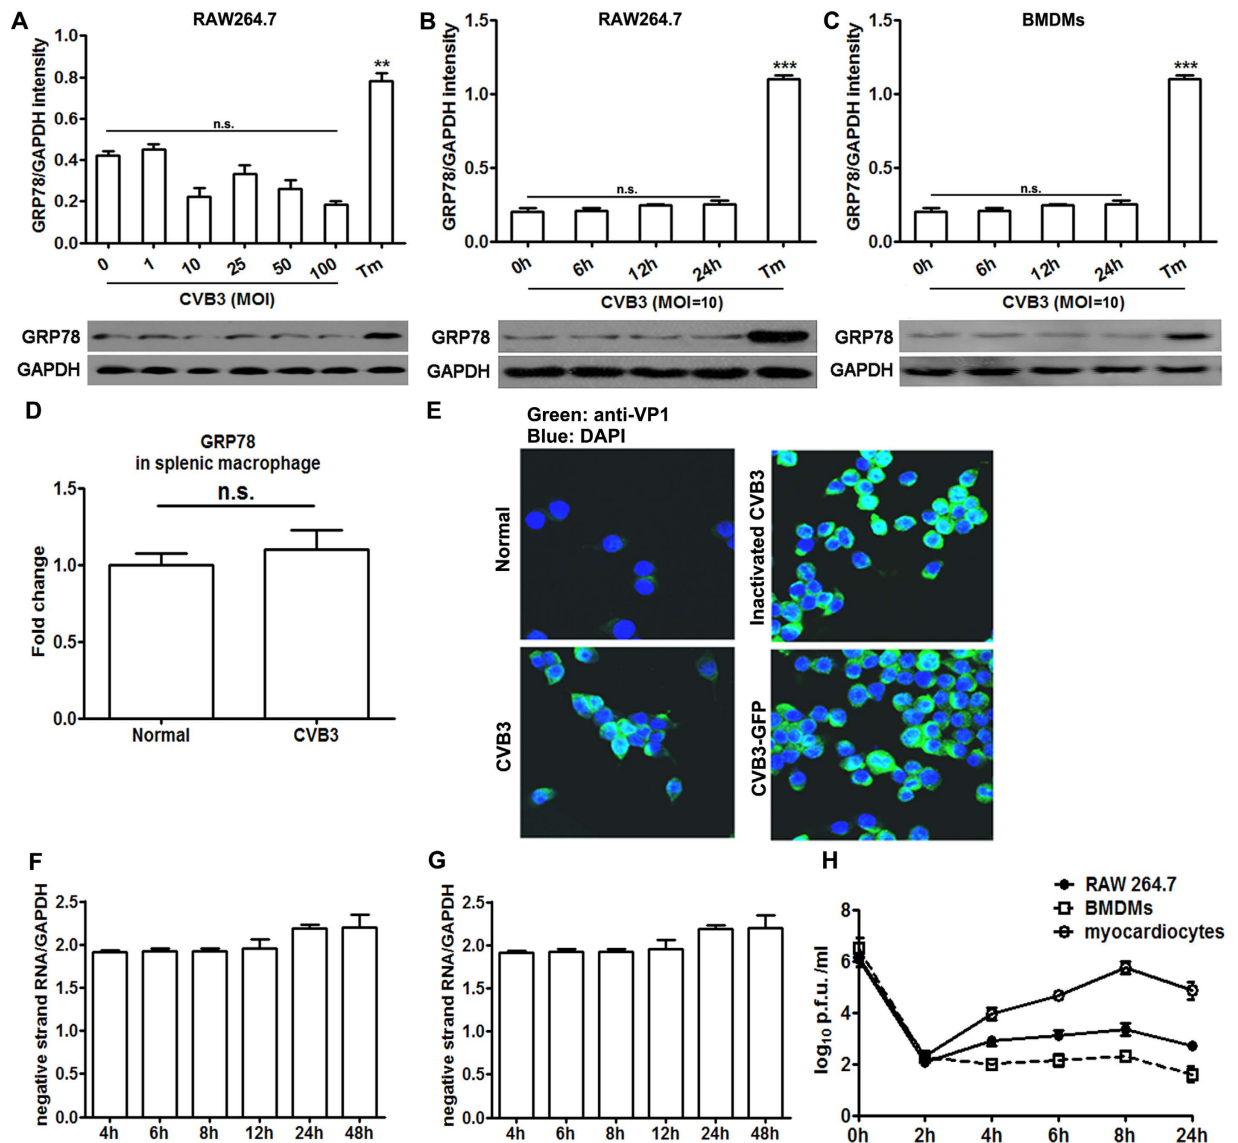 A
RAW264.7
GRP78/GAPDH intensity
1.0
0.8
0.6
0.4
0.2
0.0
**
n.s.
0 1 10 25 50 100 Tm
CVB3 (MOI)
GRP78
GAPDH
B
RAW264.7
GRP78/GAPDH intensity
1.5
1.0
0.5
0.0
***
n.s.
0h 6h 12h 24h Tm
CVB3 (MOI=10)
GRP78
GAPDH
C
BMDMs
GRP78/GAPDH intensity
1.5
1.0
0.5
0.0
***
n.s.
0h 6h 12h 24h Tm
CVB3 (MOI=10)
GRP78
GAPDH
D
GRP78
in splenic macrophage
Fold change
1.5
1.0
0.5
0.0
n.s.
Normal CVB3
E
Green: anti-VP1
Blue: DAPI
Normal
Inactivated CVB3
CVB3
CVB3-GFP
F
negative strand RNA/GAPDH
2.5
2.0
1.5
1.0
0.5
0.0
4h 6h 8h 12h 24h 48h
G
negative strand RNA/GAPDH
2.5
2.0
1.5
1.0
0.5
0.0
4h 6h 8h 12h 24h 48h
H
RAW 264.7
BMDMs
myocardiocytes
log10 p.f.u./ml
8
6
4
2
0
0h 2h 4h 6h 8h 24h